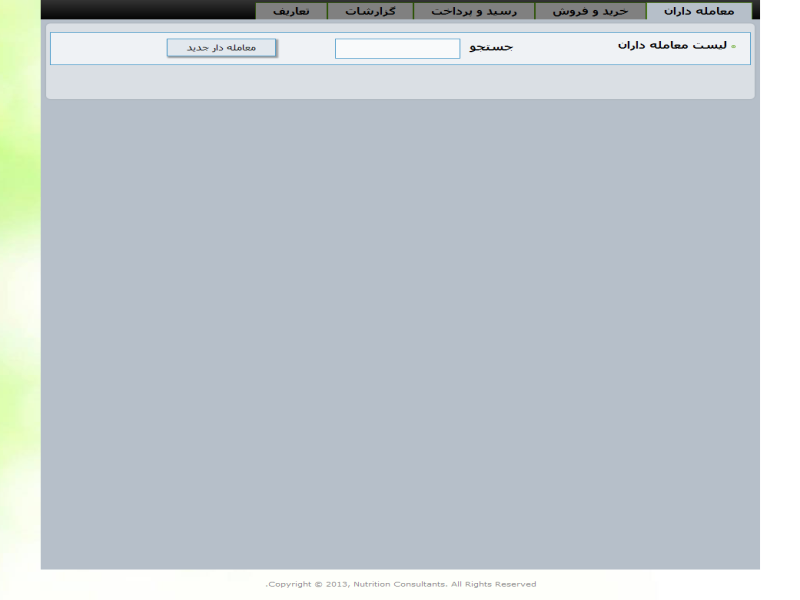 معامله داران خرید و فروش رسید و پرداخت گزارشات تعاریف
لیست معامله داران جستجو معامله دار جدید
.Copyright © 2013, Nutrition Consultants. All Rights Reserved